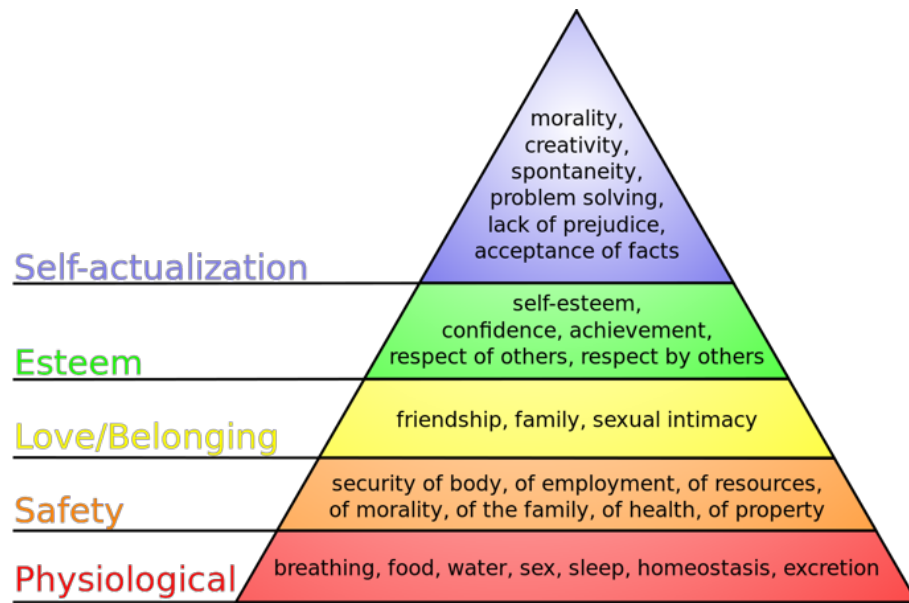 morality,
creativity,
spontaneity,
problem solving,
lack of prejudice,
acceptance of facts
Self-actualization
self-esteem,
confidence, achievement,
respect of others, respect by others
Esteem
friendship, family, sexual intimacy
Love/Belonging
security of body, of employment, of resources,
of morality, of the family, of health, of property
Safety
breathing, food, water, sex, sleep, homeostasis, excretion
Physiological